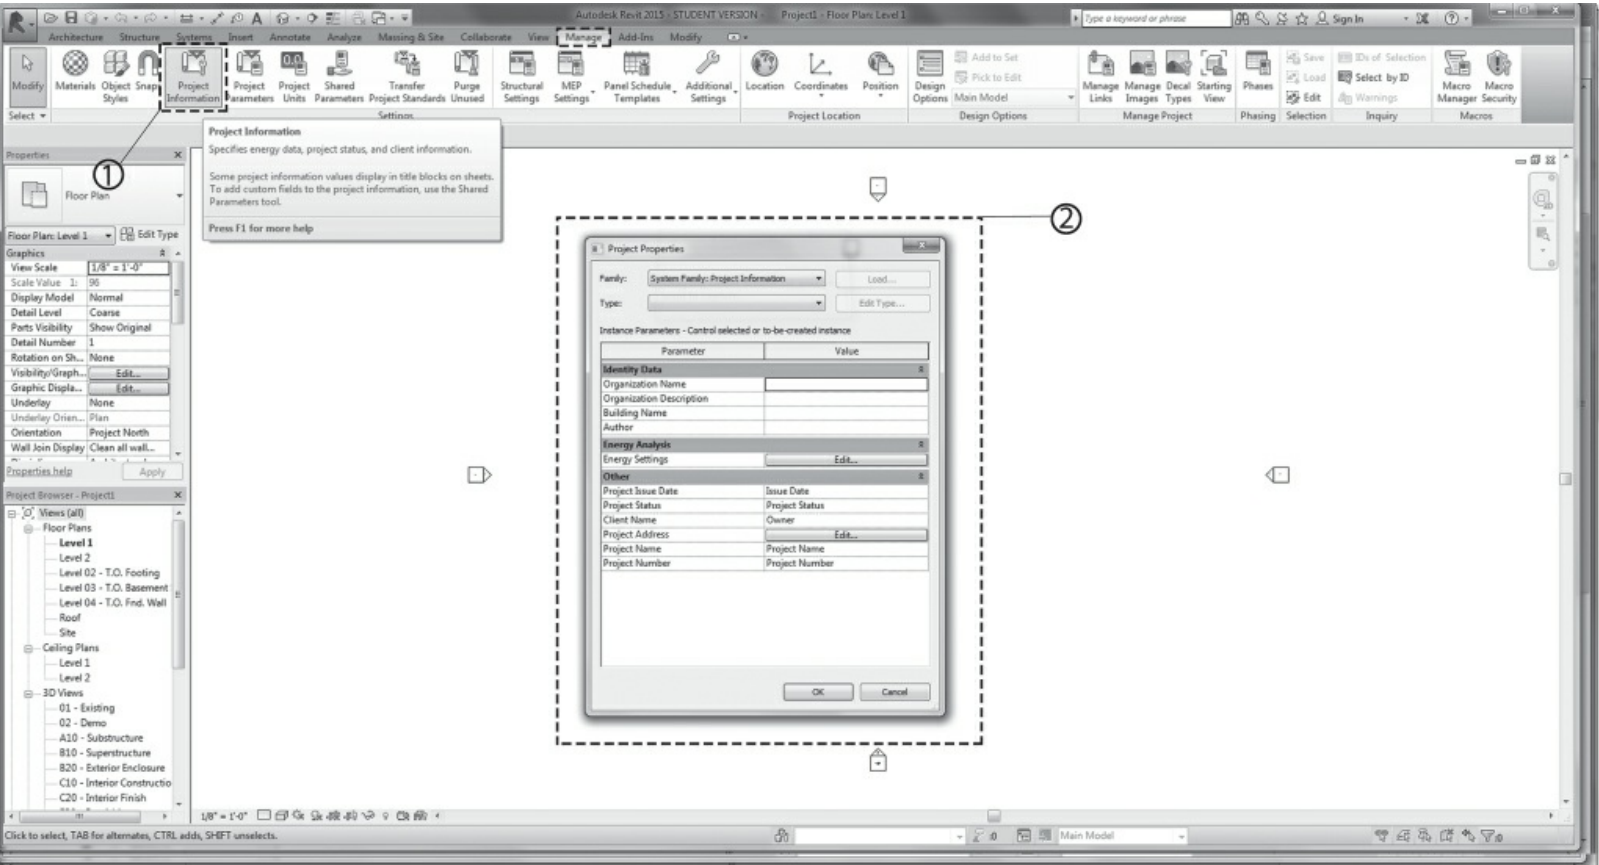 Autodesk Revit 2015 - STUDENT VERSION - Project1 - Floor Plan: Level 1
Type a keyword or phrase
Sign In
Architecture Structure Systems Insert Annotate Analyze Massing & Site Collaborate View Manage Add-Ins Modify
Modify
Materials
Object Styles
Snaps
Project Information
Project Parameters
Project Units
Shared Parameters
Transfer Project Standards
Purge Unused
Structural Settings
MEP Settings
Panel Schedule Templates
Additional Settings
Location
Coordinates
Position
Design Options
Add to Set
Pick to Edit
Main Model
Manage Links
Manage Images
Decal Types
Starting View
Phases
Save
Load
Edit
IDs of Selection
Select by ID
Warnings
Macro Manager
Macro Security
Select
Settings
Project Location
Design Options
Manage Project
Phasing
Selection
Inquiry
Macros
1
Project Information
Specifies energy data, project status, and client information.
Some project information values display in title blocks on sheets.
To add custom fields to the project information, use the Shared
Parameters tool.
Press F1 for more help
Properties
Floor Plan
Floor Plan: Level 1 Edit Type
Graphics
View Scale 1/8" = 1'-0"
Scale Value 1: 96
Display Model Normal
Detail Level Coarse
Parts Visibility Show Original
Detail Number 1
Rotation on Sh... None
Visibility/Graph... Edit...
Graphic Displa... Edit...
Underlay None
Underlay Orien... Plan
Orientation Project North
Wall Join Display Clean all wall...
Properties help Apply
Project Browser - Project1
Views (all)
Floor Plans
Level 1
Level 2
Level 02 - T.O. Footing
Level 03 - T.O. Basement
Level 04 - T.O. Fnd. Wall
Roof
Site
Ceiling Plans
Level 1
Level 2
3D Views
01 - Existing
02 - Demo
A10 - Substructure
B10 - Superstructure
B20 - Exterior Enclosure
C10 - Interior Constructio
C20 - Interior Finish
2
Project Properties
Family: System Family: Project Information Load...
Type: Edit Type...
Instance Parameters - Control selected or to-be-created instance
Parameter Value
Identity Data
Organization Name
Organization Description
Building Name
Author
Energy Analysis
Energy Settings Edit...
Other
Project Issue Date Issue Date
Project Status Project Status
Client Name Owner
Project Address Edit...
Project Name Project Name
Project Number Project Number
OK Cancel
2D
1/8" = 1'-0"
Click to select, TAB for alternates, CTRL adds, SHIFT unselects.
:0
Main Model
:0